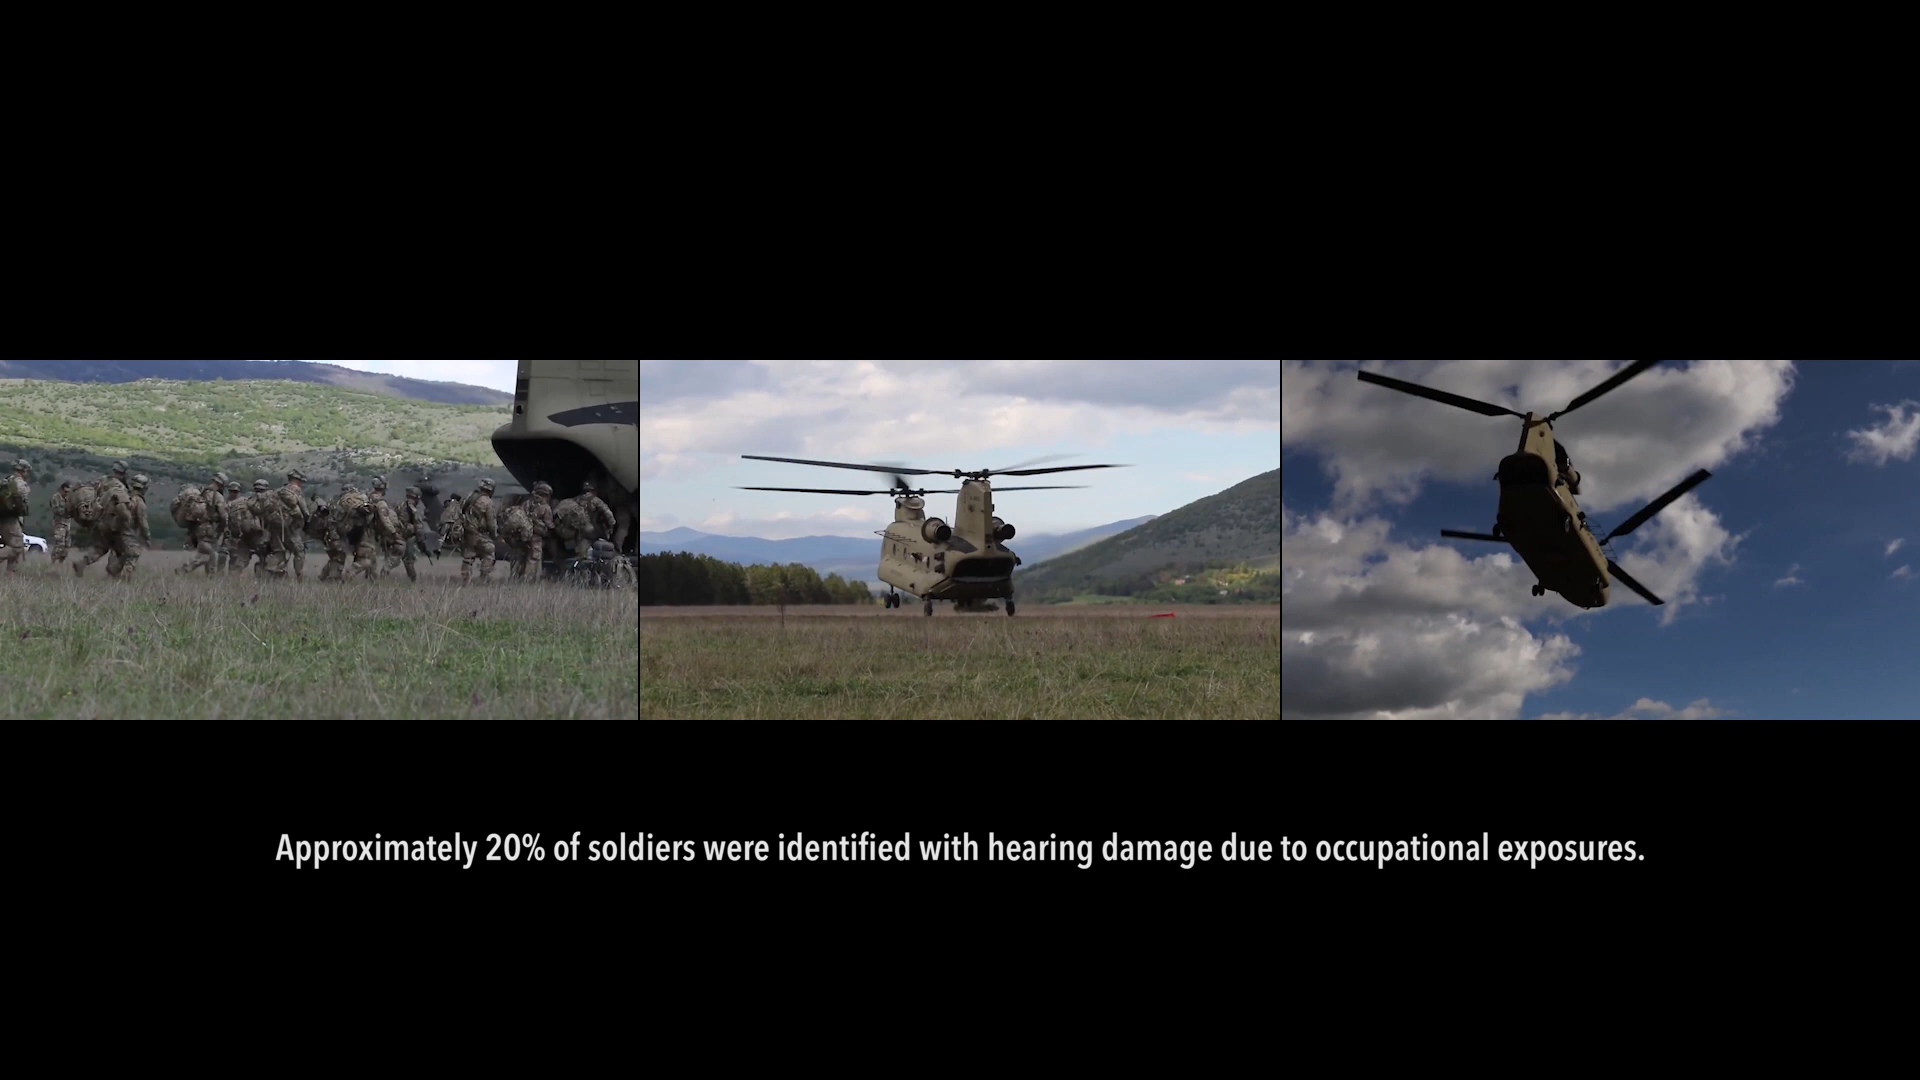 Approximately 20% of soldiers were identified with hearing damage due to occupational exposures.